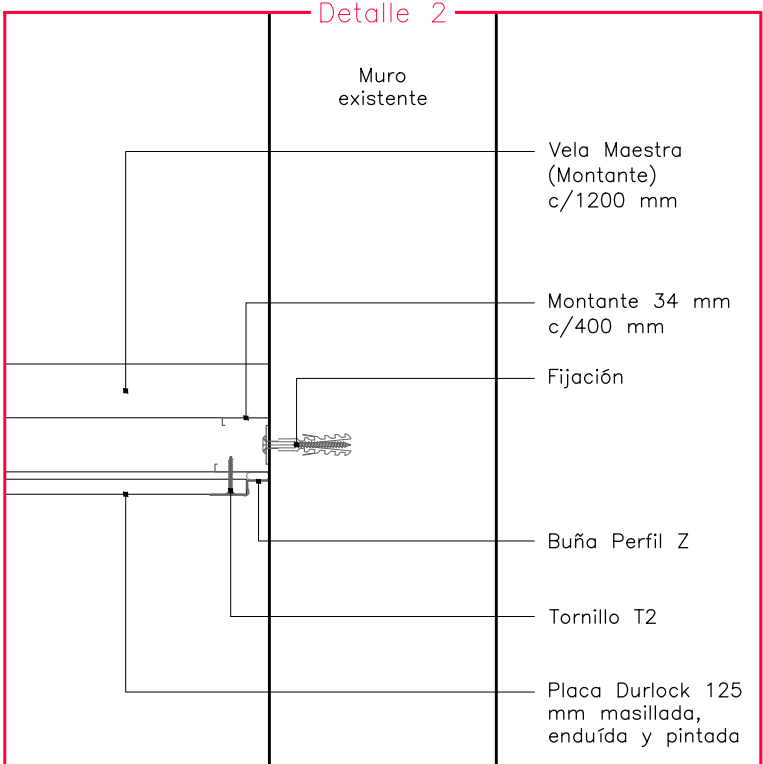 Detalle 2
Muro
existente
Vela Maestra
(Montante)
c/1200 mm
Montante 34 mm
c/400 mm
Fijación
Buña Perfil Z
Tornillo T2
Placa Durlock 125
mm masillada,
enduída y pintada